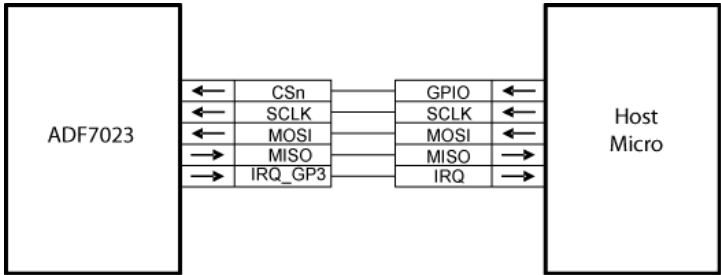 ADF7023
CSn
SCLK
MOSI
MISO
IRQ_GP3
GPIO
SCLK
MOSI
MISO
IRQ
Host
Micro